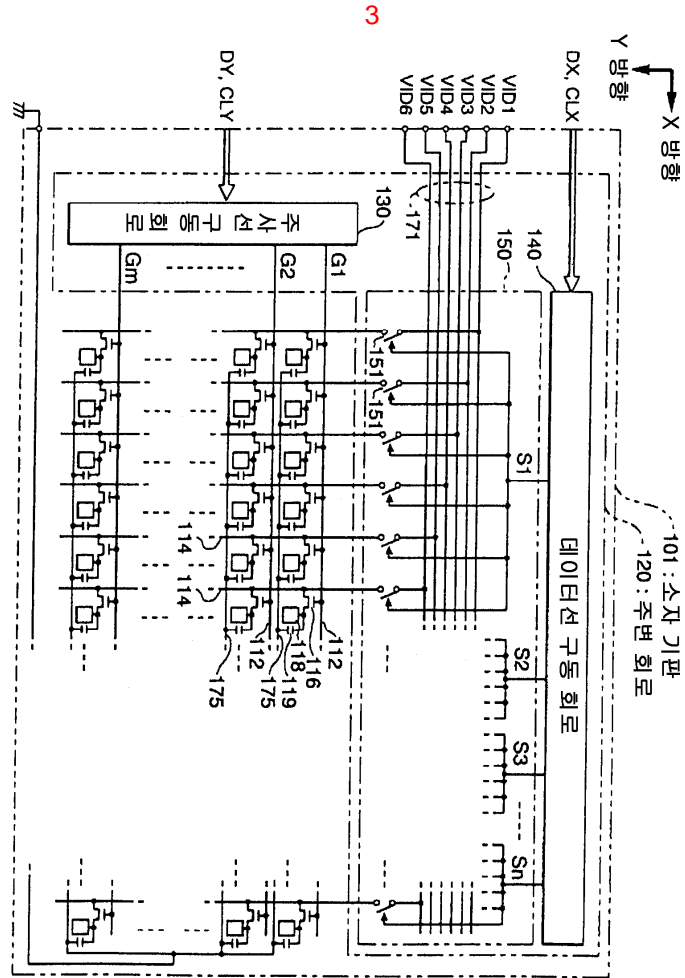 3
X 방향
Y 방향
DX, CLX
VID1
VID2
VID3
VID4
VID5
VID6
DY, CLY
101 : 소자 기판
120 : 주변 회로
140
데이터선 구동 회로
150
171
S1
S2
S3
Sn
151
151
130
주사선 구동 회로
G1
G2
Gm
114
114
112
116
118
119
175
112
175